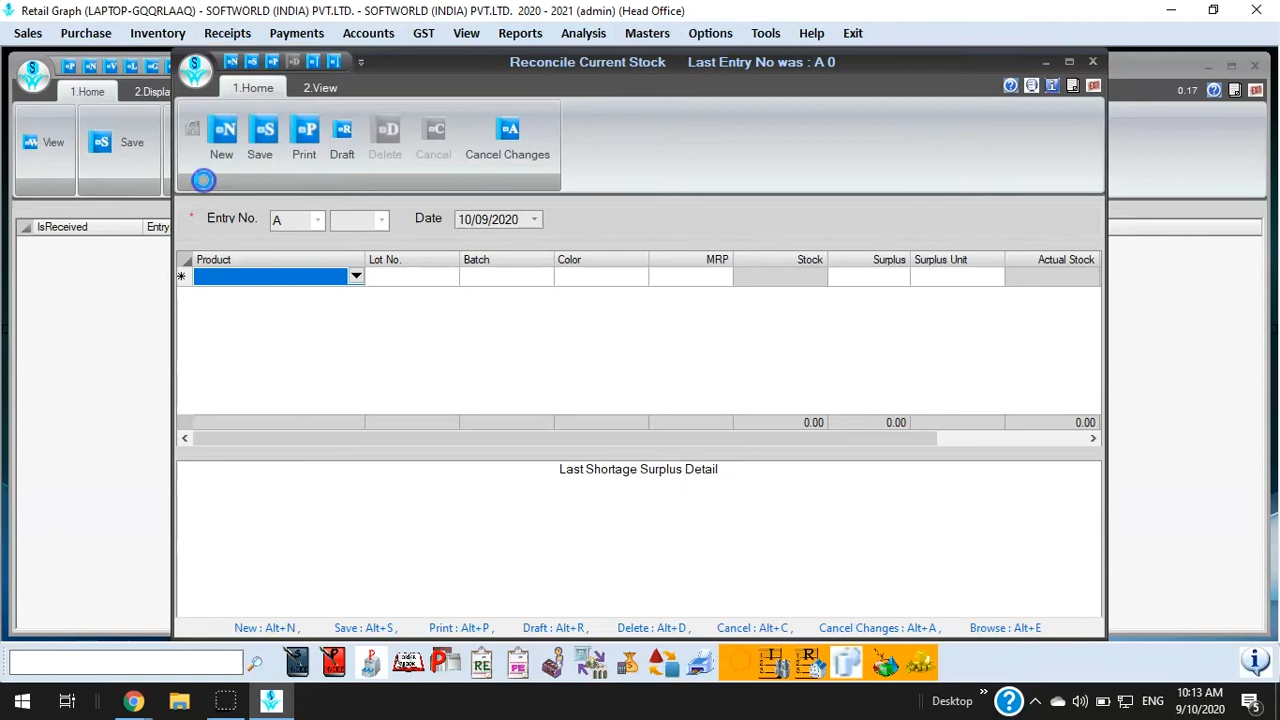 Retail Graph (LAPTOP-GQQRLAAQ) - SOFTWORLD (INDIA) PVT.LTD. - SOFTWORLD (INDIA) PVT.LTD. 2020 - 2021 (admin) (Head Office)
Sales Purchase Inventory Receipts Payments Accounts GST View Reports Analysis Masters Options Tools Help Exit
Reconcile Current Stock Last Entry No was : A 0
1.Home 2.Displa 1.Home 2.View 0.17
View Save New Save Print Draft Delete Cancel Cancel Changes
* Entry No. A Date 10/09/2020
IsReceived Entry
Product Lot No. Batch Color MRP Stock Surplus Surplus Unit Actual Stock
0.00 0.00 0.00
Last Shortage Surplus Detail
New : Alt+N , Save : Alt+S , Print : Alt+P , Draft : Alt+R , Delete : Alt+D , Cancel : Alt+C , Cancel Changes : Alt+A , Browse : Alt+E
Desktop ENG 10:13 AM
9/10/2020 5